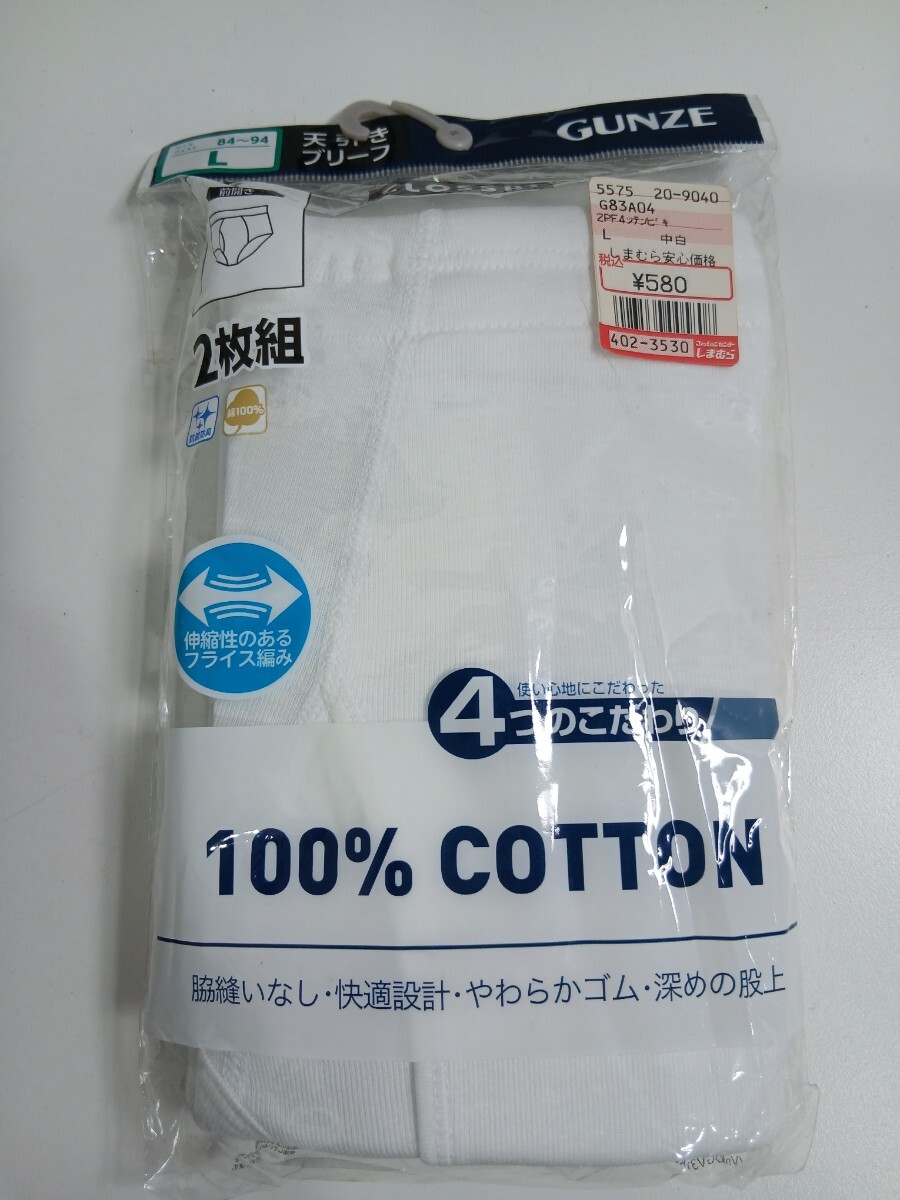 84～94
L
天引き
ブリーフ
GUNZE
前開き
2枚組
抗菌防臭
綿100%
5575 20-9040
G83A04
L 中白
しまむら安心価格
税込
¥580
402-3530
しまむら
伸縮性のある
フライス編み
使い心地にこだわった
4つのこだわり
100% COTTON
脇縫いなし・快適設計・やわらかゴム・深めの股上